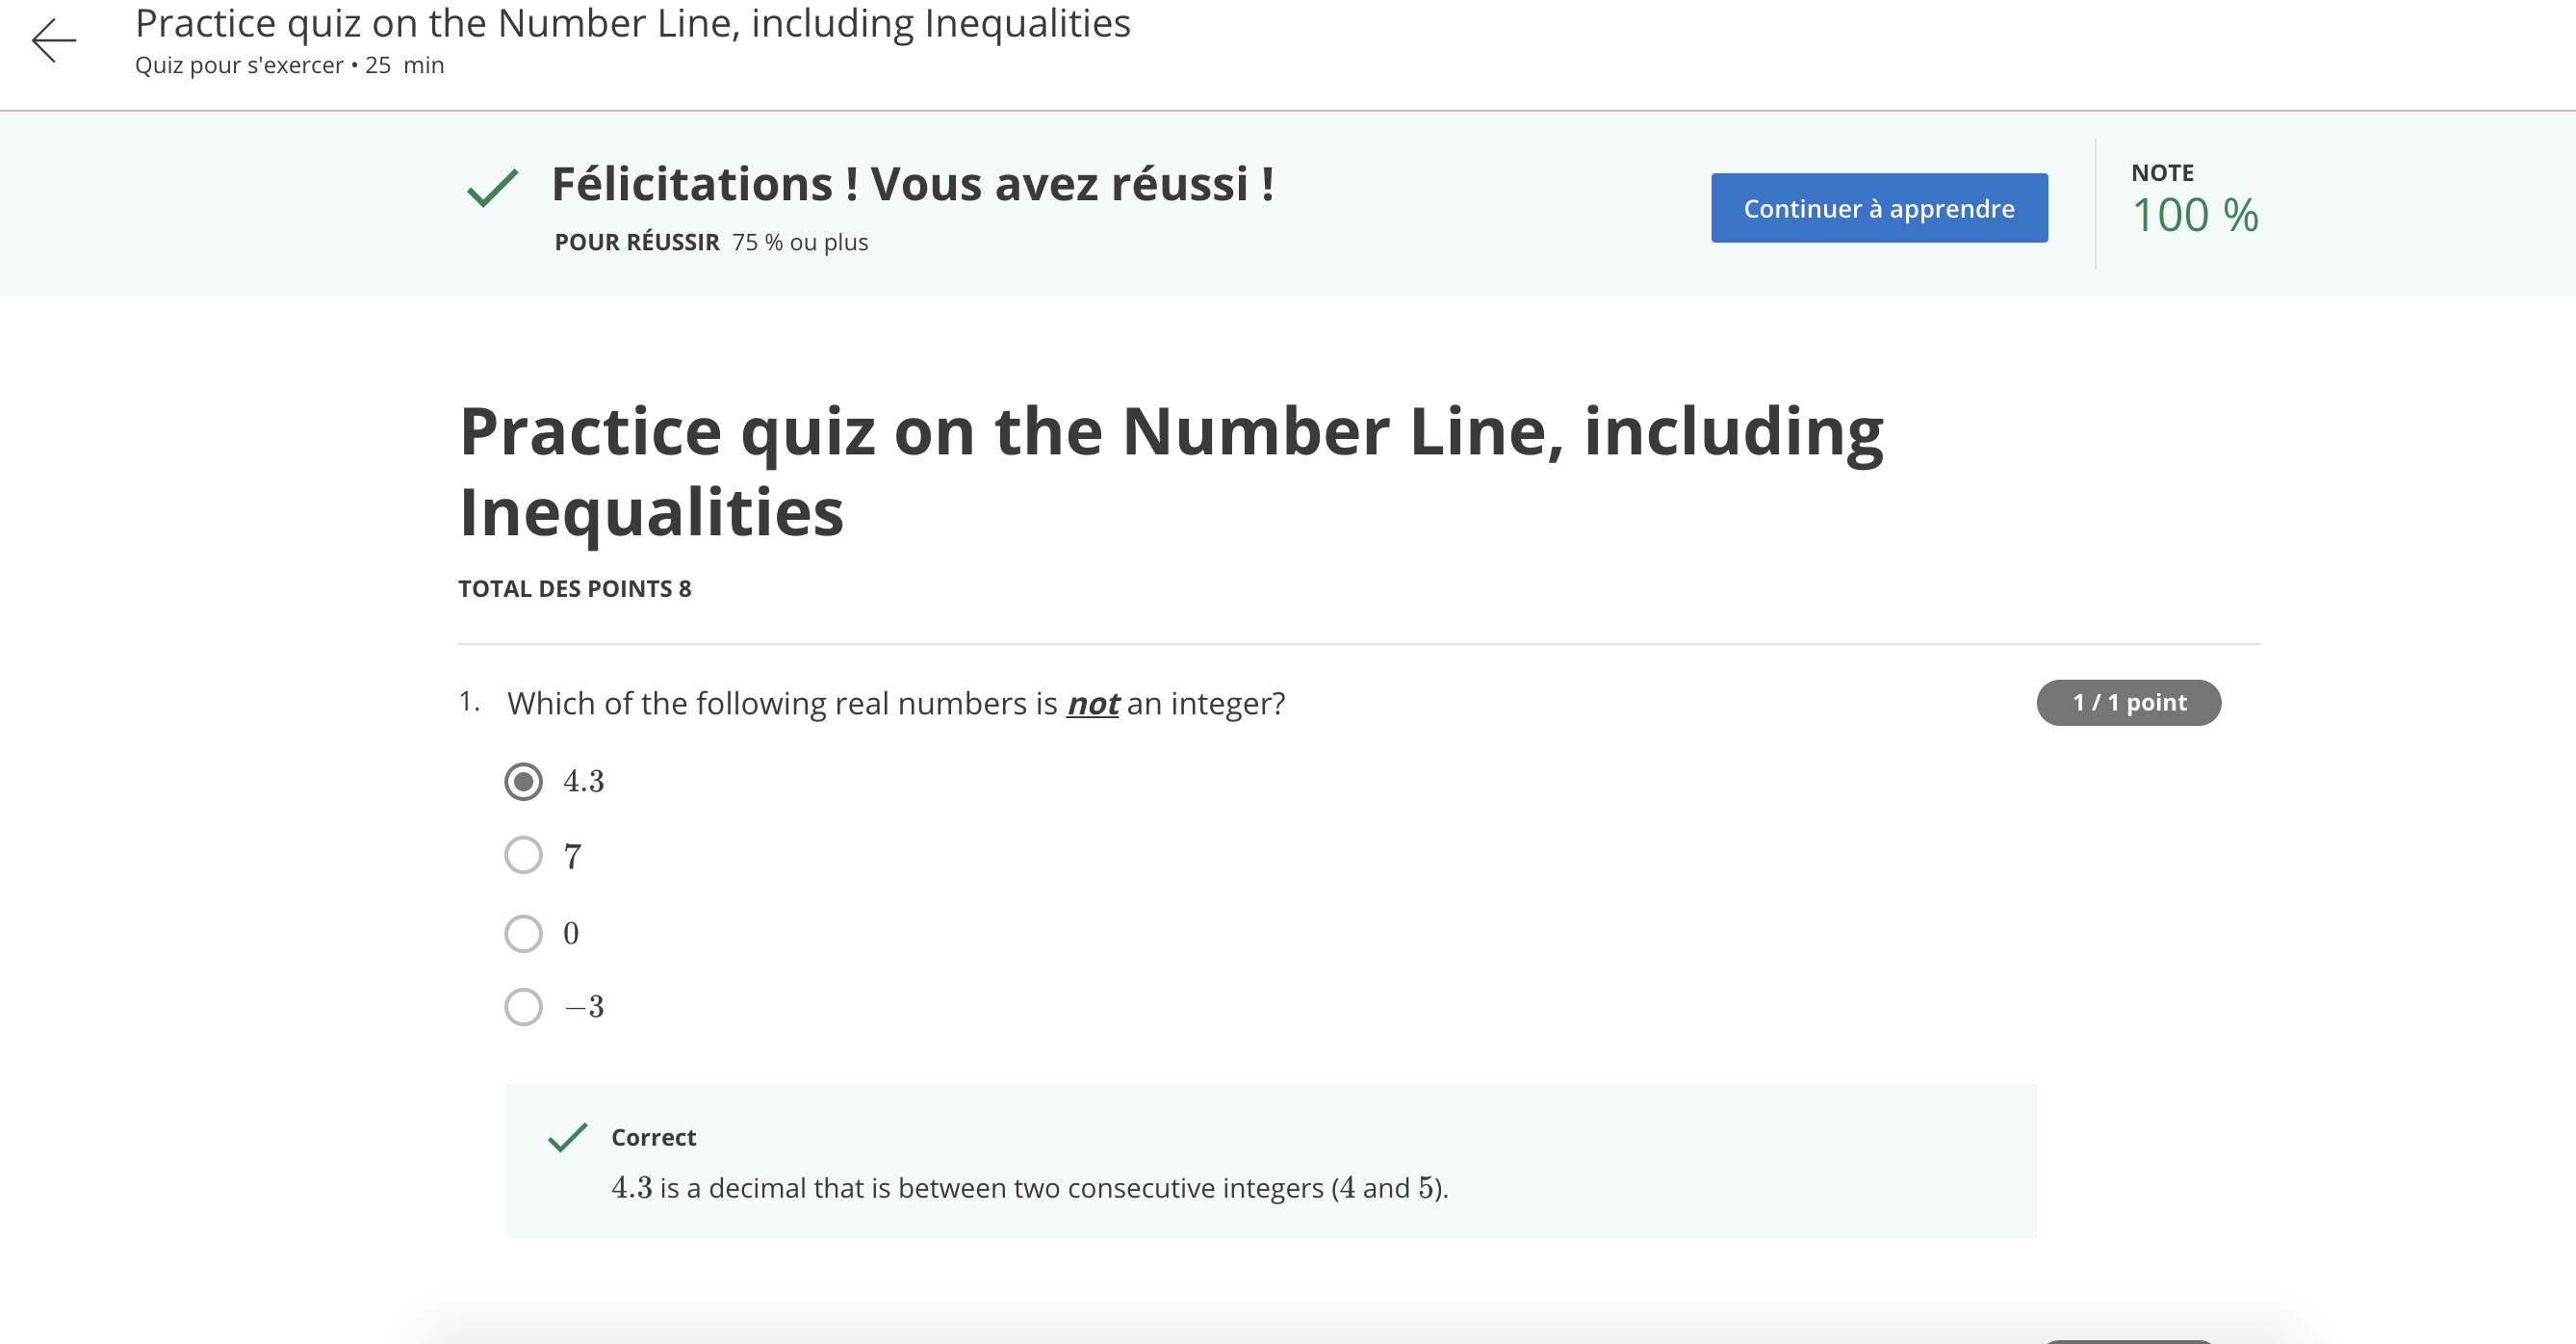 Practice quiz on the Number Line, including Inequalities
Quiz pour s'exercer • 25 min
Félicitations ! Vous avez réussi !
POUR RÉUSSIR 75 % ou plus
Continuer à apprendre
NOTE
100 %
Practice quiz on the Number Line, including
Inequalities
TOTAL DES POINTS 8
1. Which of the following real numbers is not an integer?
1 / 1 point
4.3
7
0
−3
Correct
4.3 is a decimal that is between two consecutive integers (4 and 5).